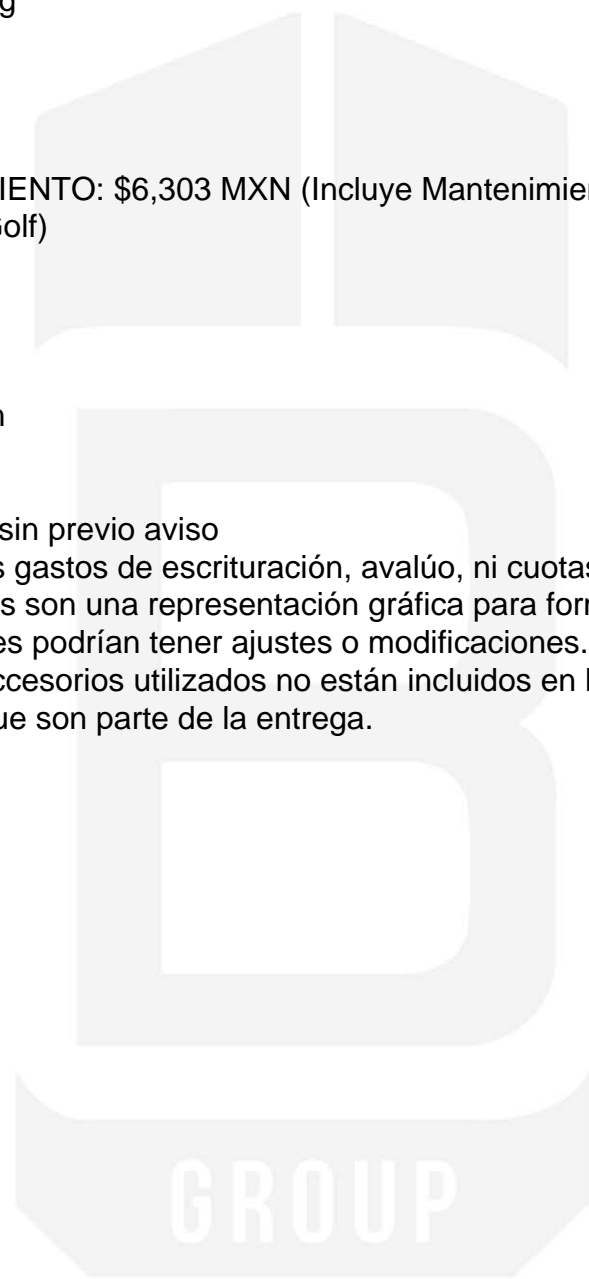 g
IENTO: $6,303 MXN (Incluye Mantenimie
Golf)
n
sin previo aviso
s gastos de escrituración, avalúo, ni cuotas
s son una representación gráfica para for
es podrían tener ajustes o modificaciones.
ccesorios utilizados no están incluidos en l
ue son parte de la entrega.
B
GROUP